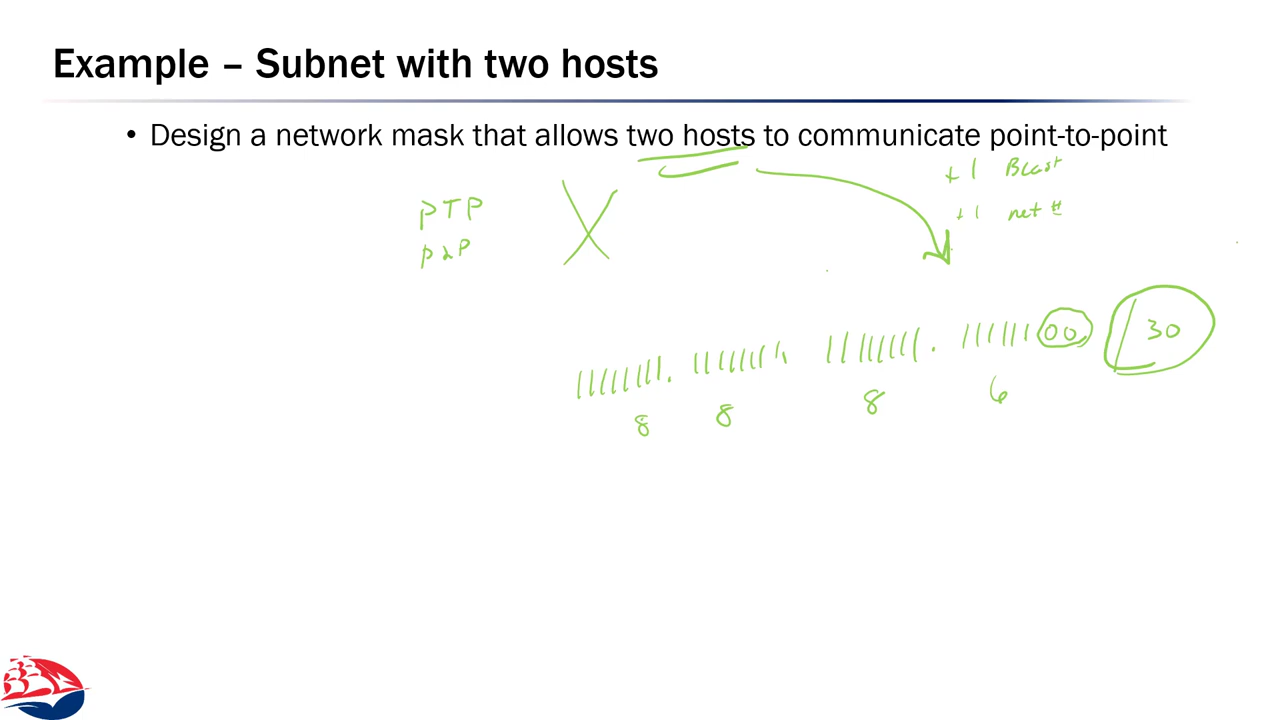 Example – Subnet with two hosts
• Design a network mask that allows two hosts to communicate point-to-point
+1 Bcast
PTP
+1 net #
P2P
11111111. 11111111 11111111. 11111100 /30
8 8 8 6